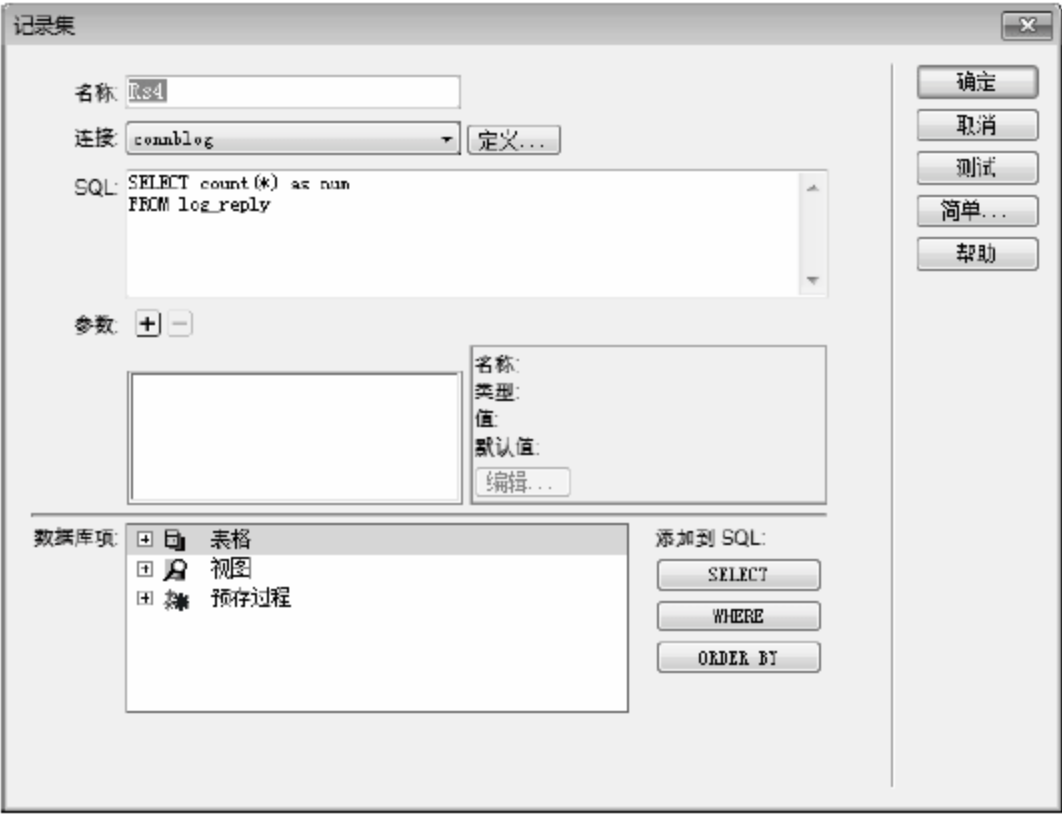 记录集
名称: Rs4
连接: connblog 定义...
SQL: SELECT count(*) as num
FROM log_reply
参数:
名称:
类型:
值:
默认值:
编辑...
数据库项:
表格
视图
预存过程
添加到 SQL:
SELECT
WHERE
ORDER BY
确定
取消
测试
简单...
帮助